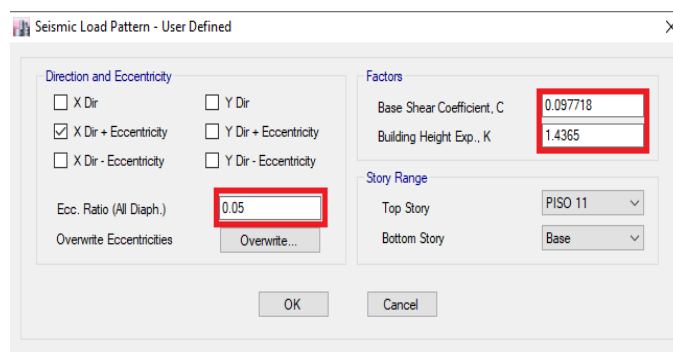 Seismic Load Pattern - User Defined
Direction and Eccentricity
X Dir
Y Dir
X Dir + Eccentricity
Y Dir + Eccentricity
X Dir - Eccentricity
Y Dir - Eccentricity
Ecc. Ratio (All Diaph.)
0.05
Overwrite Eccentricities
Overwrite...
Factors
Base Shear Coefficient, C
0.097718
Building Height Exp., K
1.4365
Story Range
Top Story
PISO 11
Bottom Story
Base
OK
Cancel